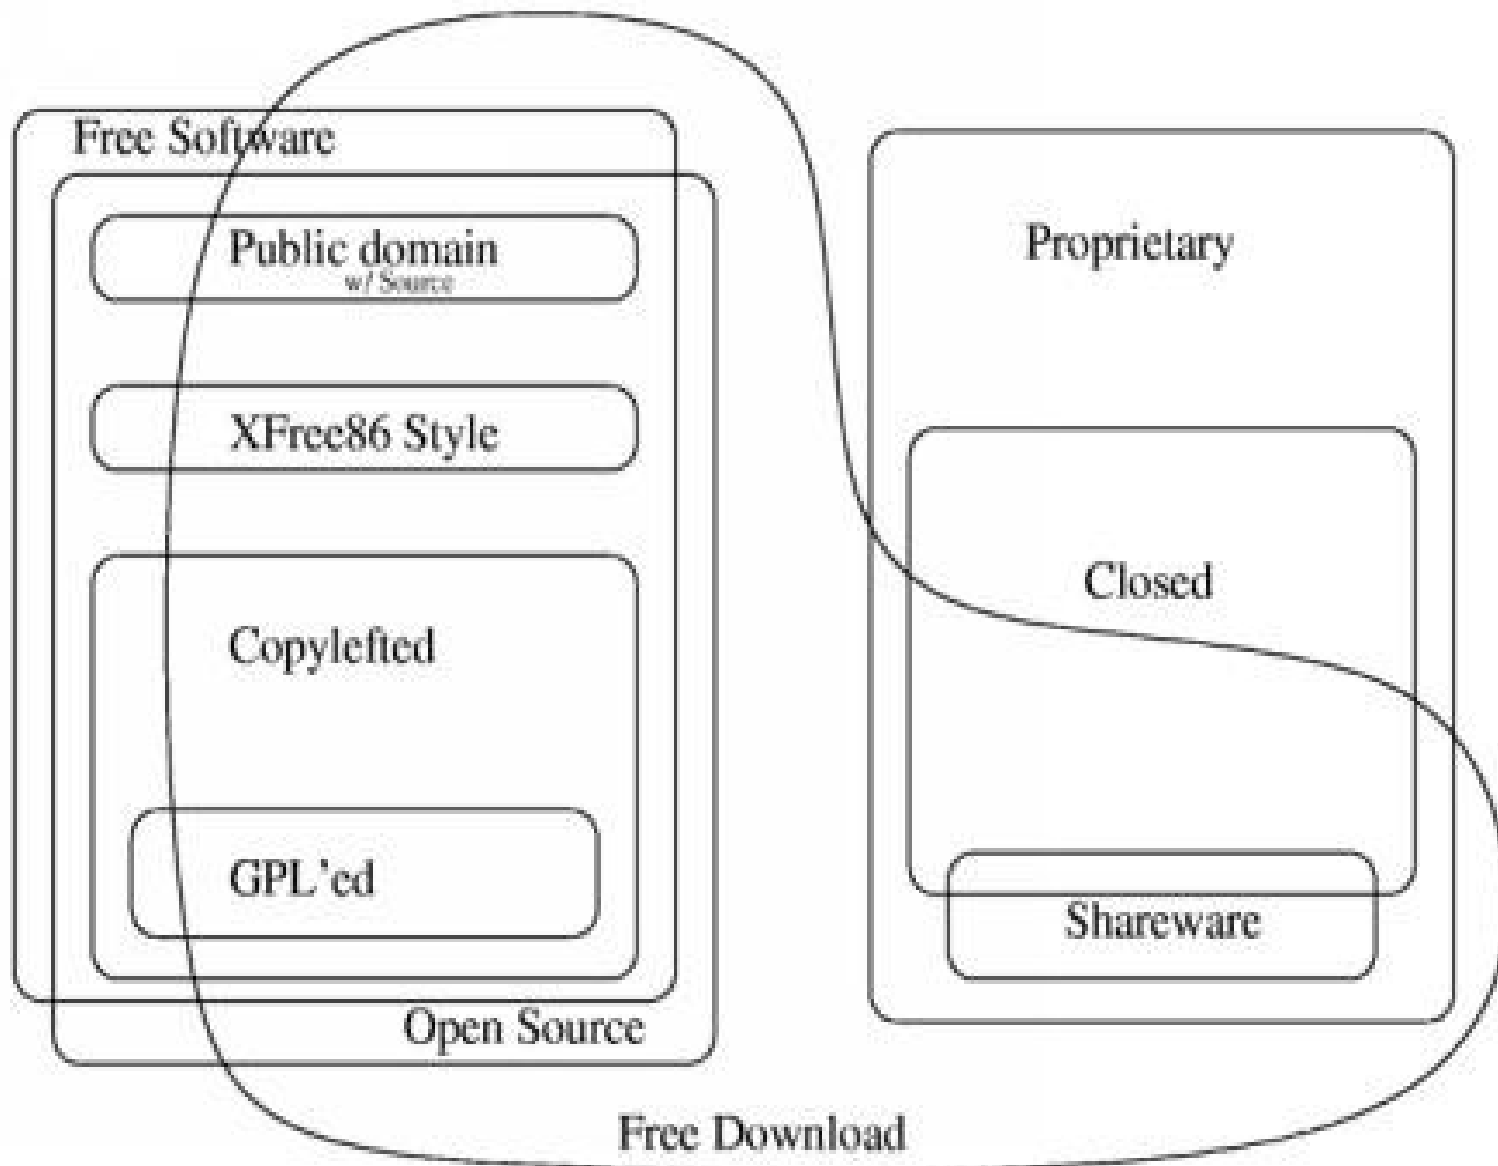 Free Software
Public domain
w/ Source
XFree86 Style
Copylefted
GPL'ed
Open Source
Proprietary
Closed
Shareware
Free Download